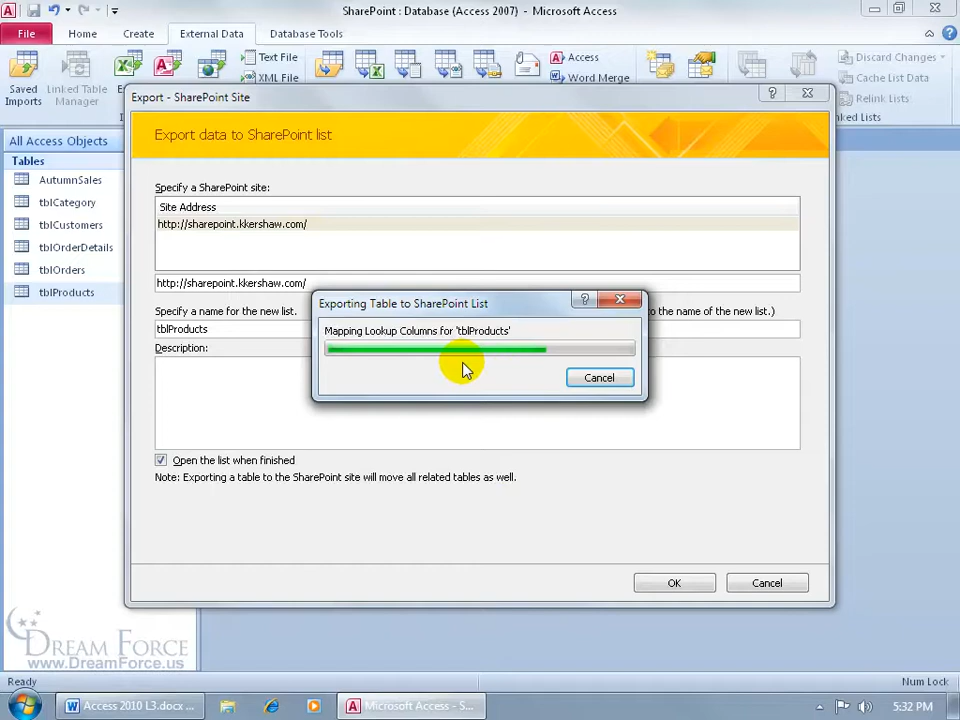 SharePoint : Database (Access 2007) - Microsoft Access
File Home Create External Data Database Tools
Text File Access Discard Changes
XML File Word Merge Cache List Data
Saved Imports Linked Table Manager E Relink Lists
ked Lists
Export - SharePoint Site
Export data to SharePoint list
All Access Objects
Tables
AutumnSales
tblCategory
tblCustomers
tblOrderDetails
tblOrders
tblProducts
Specify a SharePoint site:
Site Address
http://sharepoint.kkershaw.com/
http://sharepoint.kkershaw.com/
Specify a name for the new list. to the name of the new list.)
tblProducts
Description:
Exporting Table to SharePoint List
Mapping Lookup Columns for 'tblProducts'
Cancel
Open the list when finished
Note: Exporting a table to the SharePoint site will move all related tables as well.
OK Cancel
DREAM FORCE
www.DreamForce.us
Ready Num Lock
Access 2010 L3.docx ... Microsoft Access - S... 5:32 PM